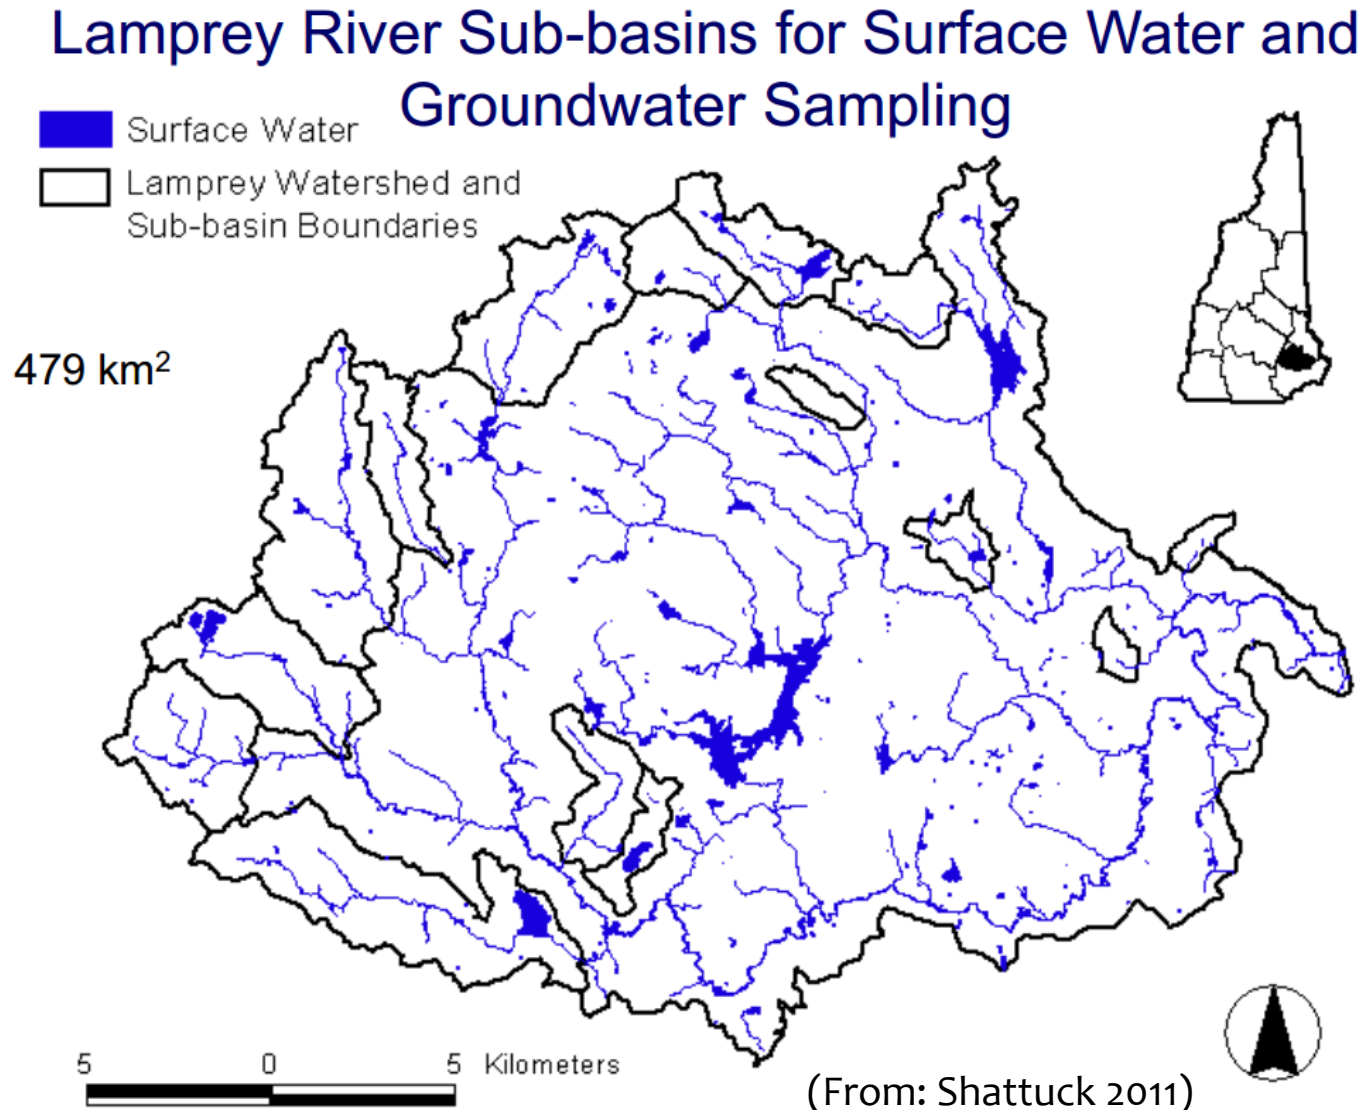 Lamprey River Sub-basins for Surface Water and
Groundwater Sampling
Surface Water
Lamprey Watershed and
Sub-basin Boundaries
479 km²
5 0 5 Kilometers
(From: Shattuck 2011)